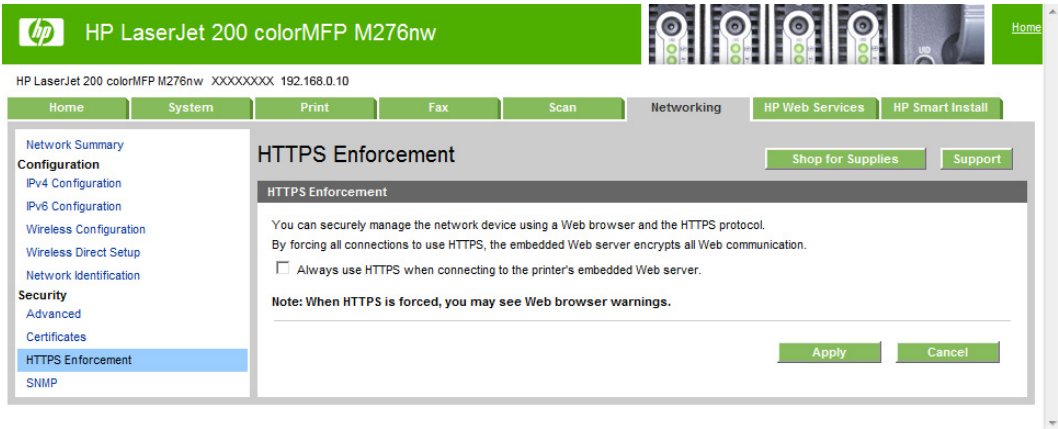 hp HP LaserJet 200 colorMFP M276nw
UID
Home
HP LaserJet 200 colorMFP M276nw XXXXXXXX 192.168.0.10
Home System Print Fax Scan Networking HP Web Services HP Smart Install
Network Summary
Configuration
IPv4 Configuration
IPv6 Configuration
Wireless Configuration
Wireless Direct Setup
Network Identification
Security
Advanced
Certificates
HTTPS Enforcement
SNMP
HTTPS Enforcement
Shop for Supplies Support
HTTPS Enforcement
You can securely manage the network device using a Web browser and the HTTPS protocol.
By forcing all connections to use HTTPS, the embedded Web server encrypts all Web communication.
Always use HTTPS when connecting to the printer's embedded Web server.
Note: When HTTPS is forced, you may see Web browser warnings.
Apply Cancel